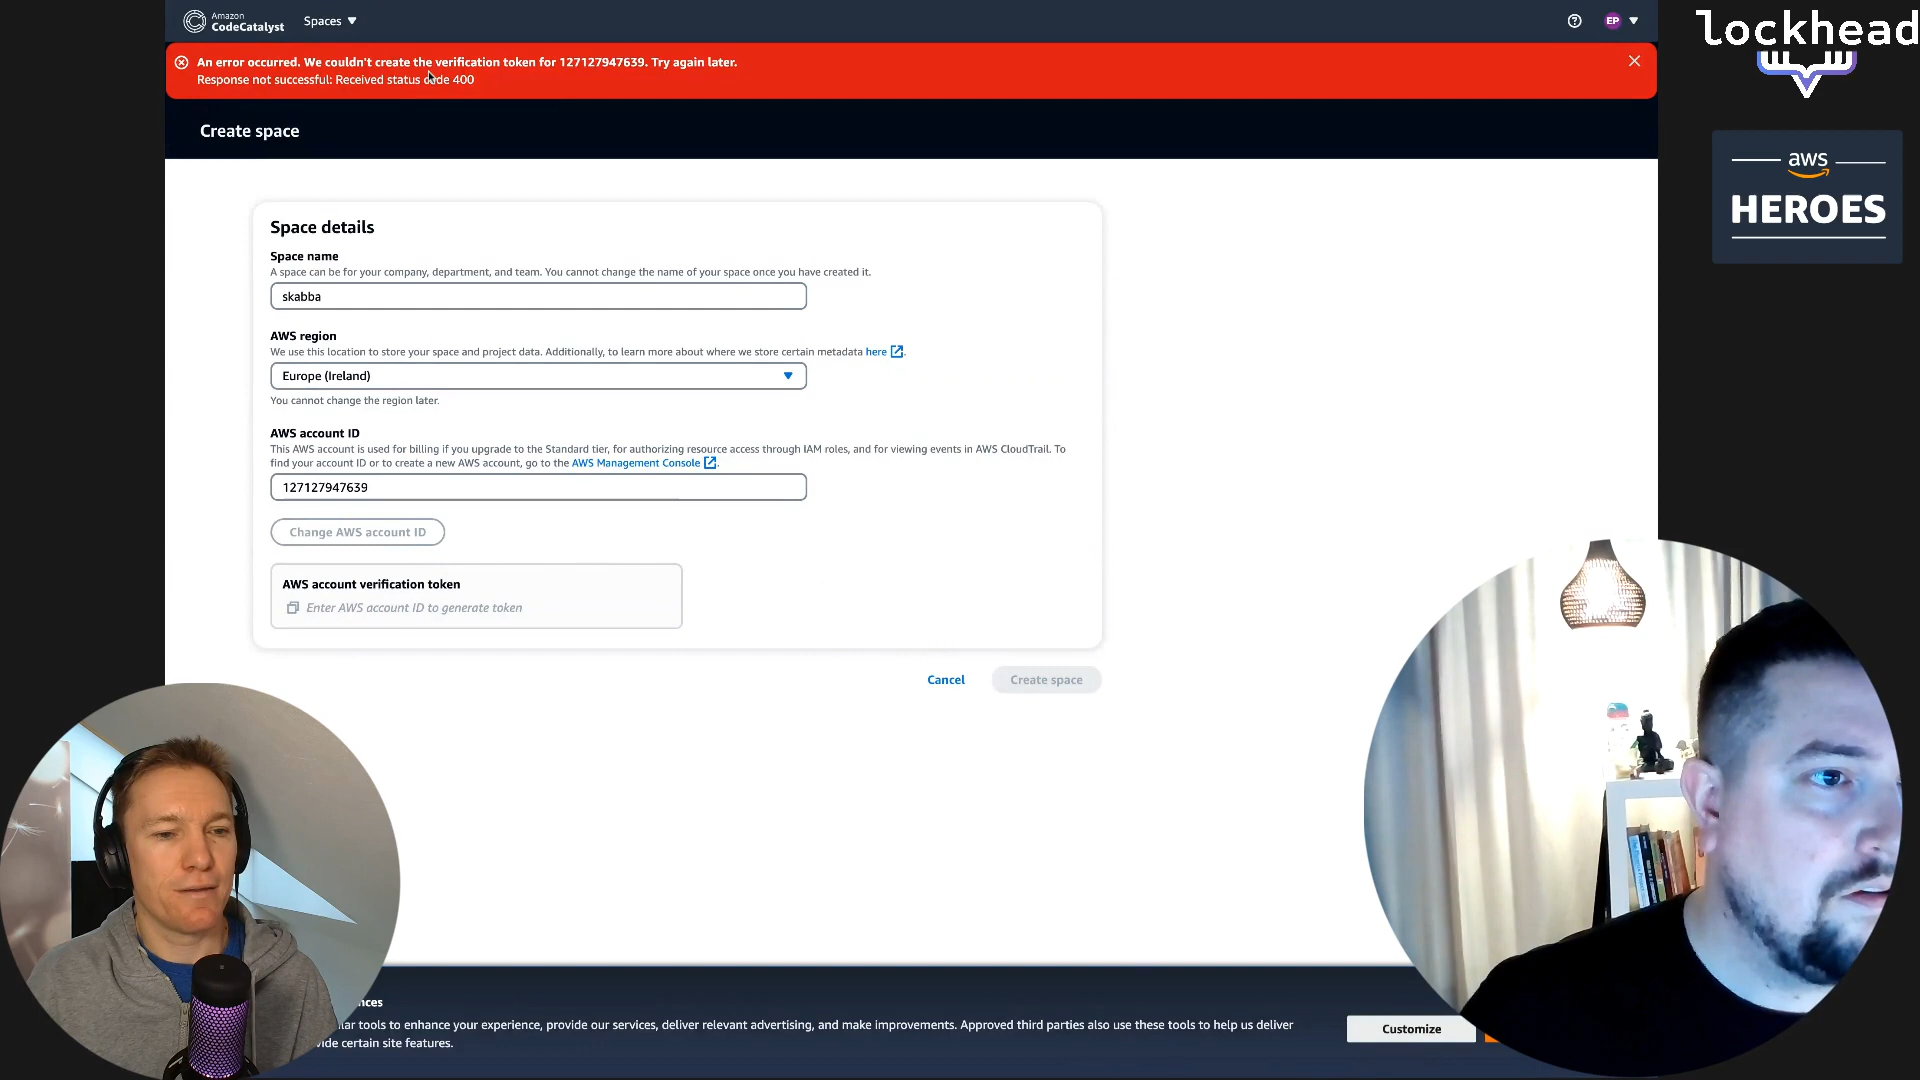 Amazon
CodeCatalyst
Spaces
EP
lockhead
An error occurred. We couldn't create the verification token for 127127947639. Try again later.
Response not successful: Received status code 400
Create space
aws
HEROES
Space details
Space name
A space can be for your company, department, and team. You cannot change the name of your space once you have created it.
skabba
AWS region
We use this location to store your space and project data. Additionally, to learn more about where we store certain metadata here.
Europe (Ireland)
You cannot change the region later.
AWS account ID
This AWS account is used for billing if you upgrade to the Standard tier, for authorizing resource access through IAM roles, and for viewing events in AWS CloudTrail. To
find your account ID or to create a new AWS account, go to the AWS Management Console.
127127947639
Change AWS account ID
AWS account verification token
Enter AWS account ID to generate token
Cancel
Create space
tools to enhance your experience, provide our services, deliver relevant advertising, and make improvements. Approved third parties also use these tools to help us deliver
certain site features.
Customize